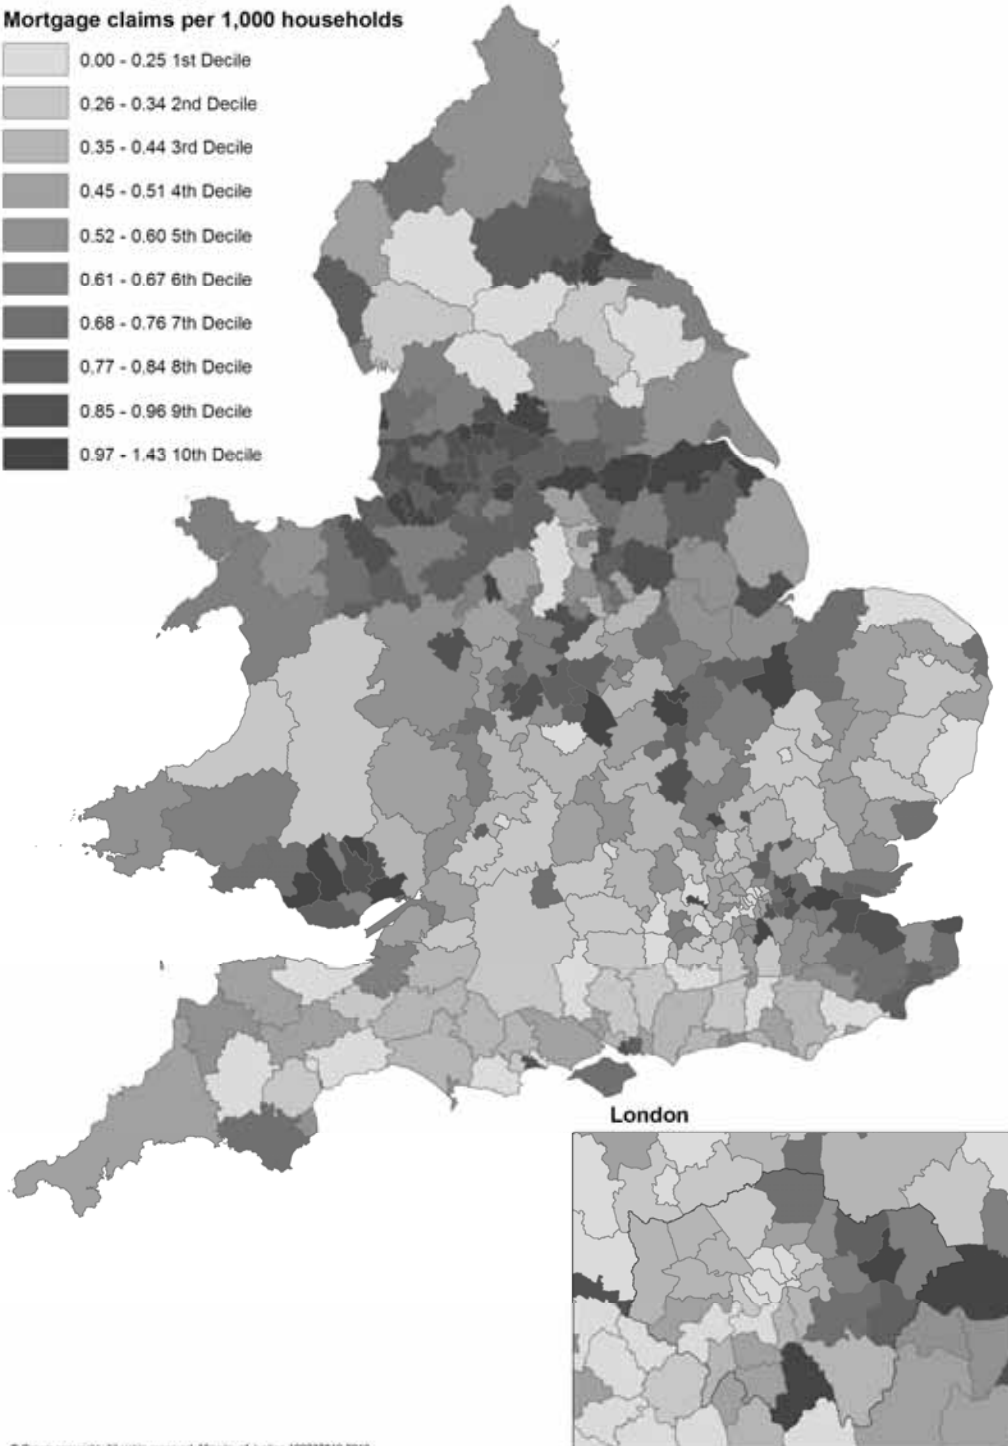 Mortgage claims per 1,000 households
0.00 - 0.25 1st Decile
0.26 - 0.34 2nd Decile
0.35 - 0.44 3rd Decile
0.45 - 0.51 4th Decile
0.52 - 0.60 5th Decile
0.61 - 0.67 6th Decile
0.68 - 0.76 7th Decile
0.77 - 0.84 8th Decile
0.85 - 0.96 9th Decile
0.97 - 1.43 10th Decile
London